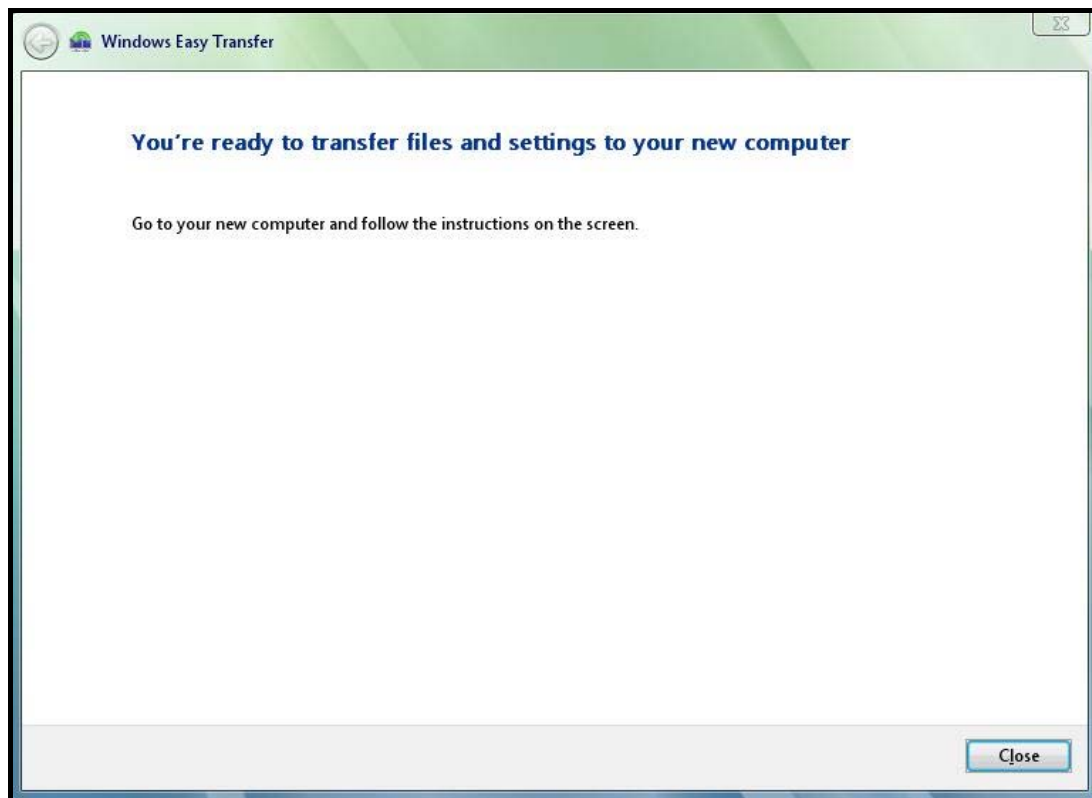 Windows Easy Transfer
You're ready to transfer files and settings to your new computer
Go to your new computer and follow the instructions on the screen.
Close